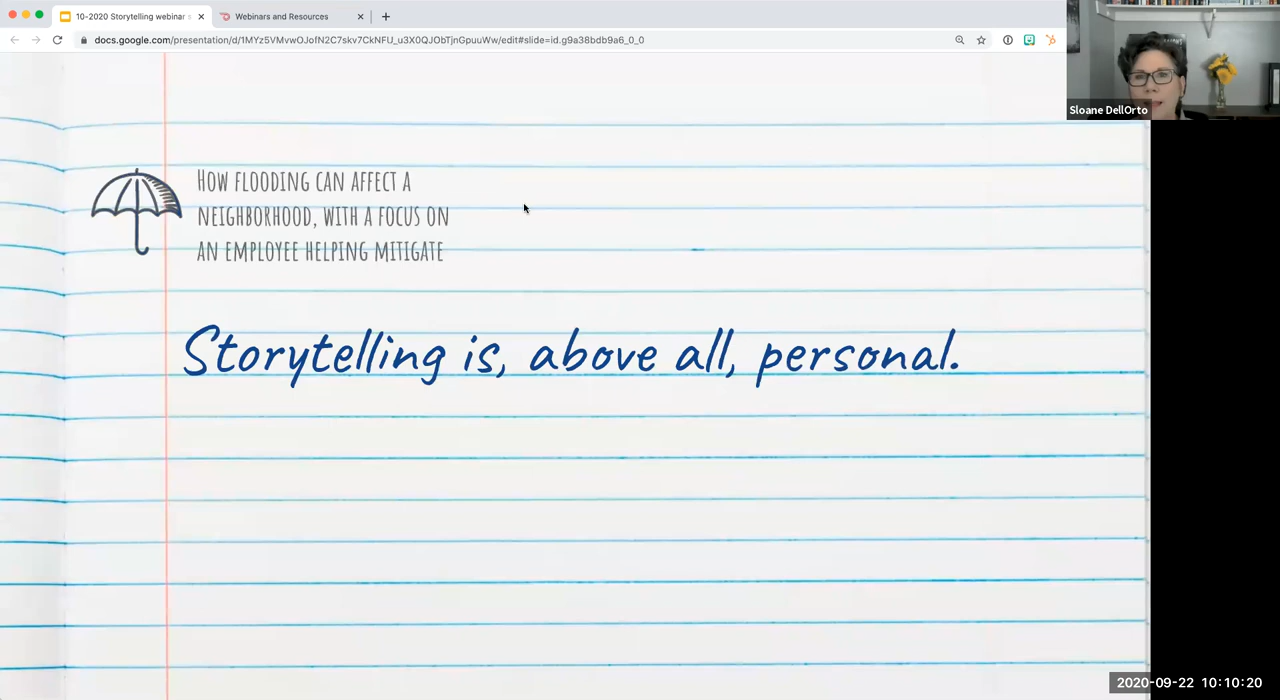 10-2020 Storytelling webinar
Webinars and Resources
docs.google.com/presentation/d/1MYz5VMvwOJofN2C7skv7CkNFU_u3X0QJObTjnGpuuWw/edit#slide=id.g9a38bdb9a6_0_0
Sloane DellOrto
How flooding can affect a
neighborhood, with a focus on
an employee helping mitigate
Storytelling is, above all, personal.
2020-09-22 10:10:20